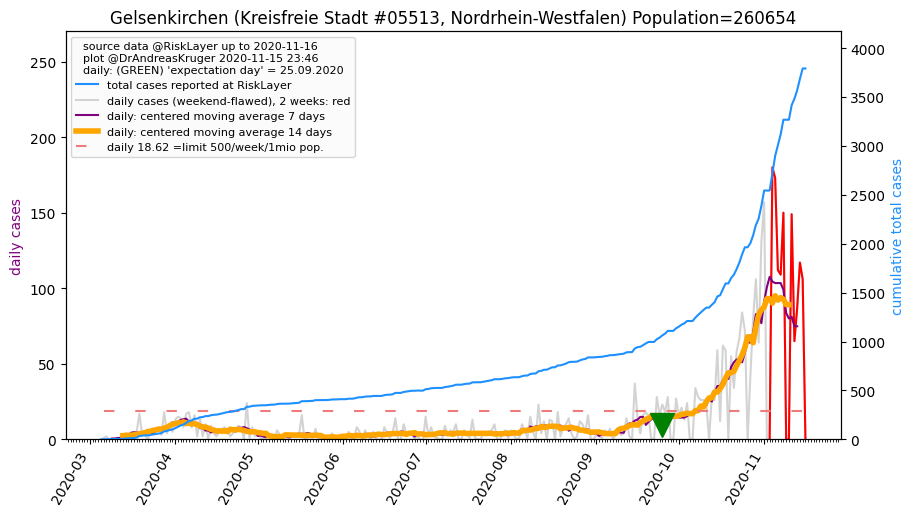 Gelsenkirchen (Kreisfreie Stadt #05513, Nordrhein-Westfalen) Population=260654
source data @RiskLayer up to 2020-11-16
plot @DrAndreasKruger 2020-11-15 23:46
daily: (GREEN) 'expectation day' = 25.09.2020
total cases reported at RiskLayer
daily cases (weekend-flawed), 2 weeks: red
daily: centered moving average 7 days
daily: centered moving average 14 days
daily 18.62 =limit 500/week/1mio pop.
daily cases
250
200
150
100
50
0
cumulative total cases
4000
3500
3000
2500
2000
1500
1000
500
0
2020-03
2020-04
2020-05
2020-06
2020-07
2020-08
2020-09
2020-10
2020-11